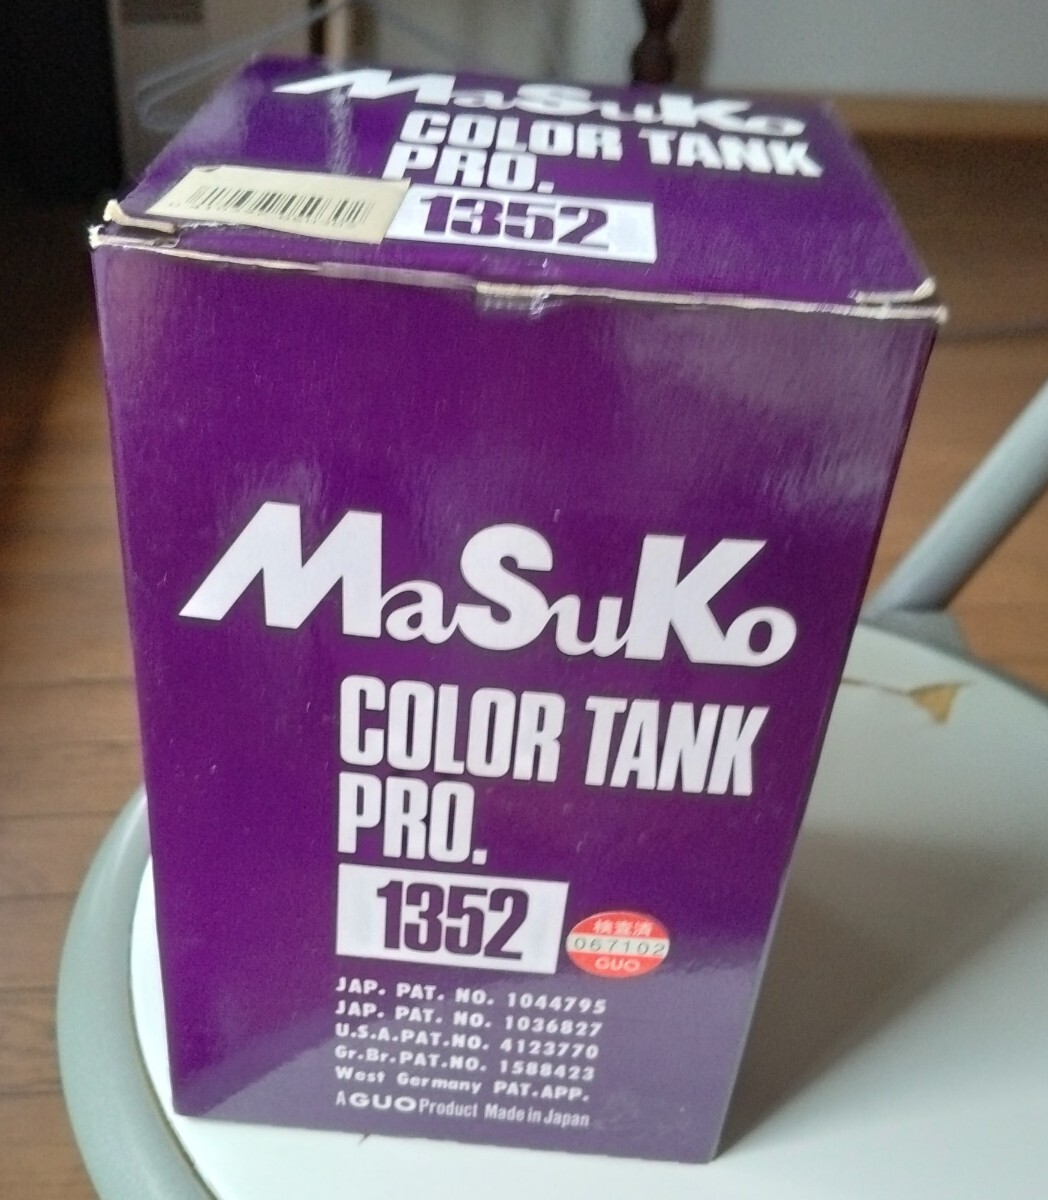 MaSuKo
COLOR TANK
PRO.
1352
MaSuKo
COLOR TANK
PRO.
1352
検査済
067102
GUO
JAP. PAT. NO. 1044795
JAP. PAT. NO. 1036827
U.S.A.PAT.NO. 4123770
Gr.Br.PAT.NO. 1588423
West Germany PAT.APP.
A GUO Product Made in Japan